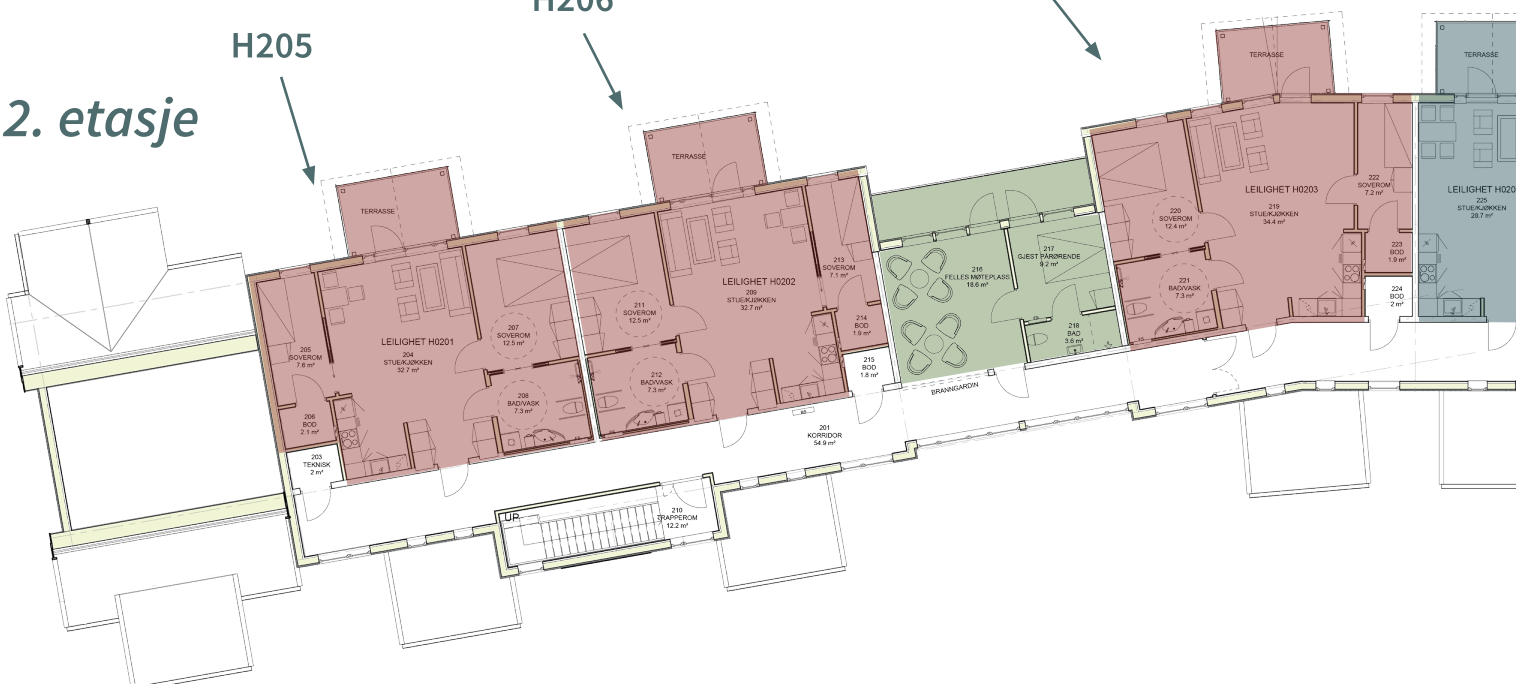 H206
H205
2. etasje
TERRASSE
TERRASSE
TERRASSE
TERRASSE
205
SOVEROM
7.6 m²
206
BOD
2.1 m²
203
TEKNISK
2 m²
LEILIGHET H0201
204
STUE/KJØKKEN
32.7 m²
207
SOVEROM
12.5 m²
208
BAD/VASK
7.3 m²
211
SOVEROM
12.5 m²
212
BAD/VASK
7.3 m²
LEILIGHET H0202
209
STUE/KJØKKEN
32.7 m²
213
SOVEROM
7.1 m²
214
BOD
1.9 m²
215
BOD
1.8 m²
216
FELLES MØTEPLASS
18.6 m²
217
GJEST PÅRØRENDE
9.2 m²
218
BAD
3.6 m²
BRANNGARDIN
201
KORRIDOR
54.9 m²
UP
210
TRAPPEROM
12.2 m²
220
SOVEROM
12.4 m²
221
BAD/VASK
7.3 m²
LEILIGHET H0203
219
STUE/KJØKKEN
34.4 m²
222
SOVEROM
7.2 m²
223
BOD
1.9 m²
224
BOD
2 m²
LEILIGHET H020
225
STUE/KJØKKEN
28.7 m²